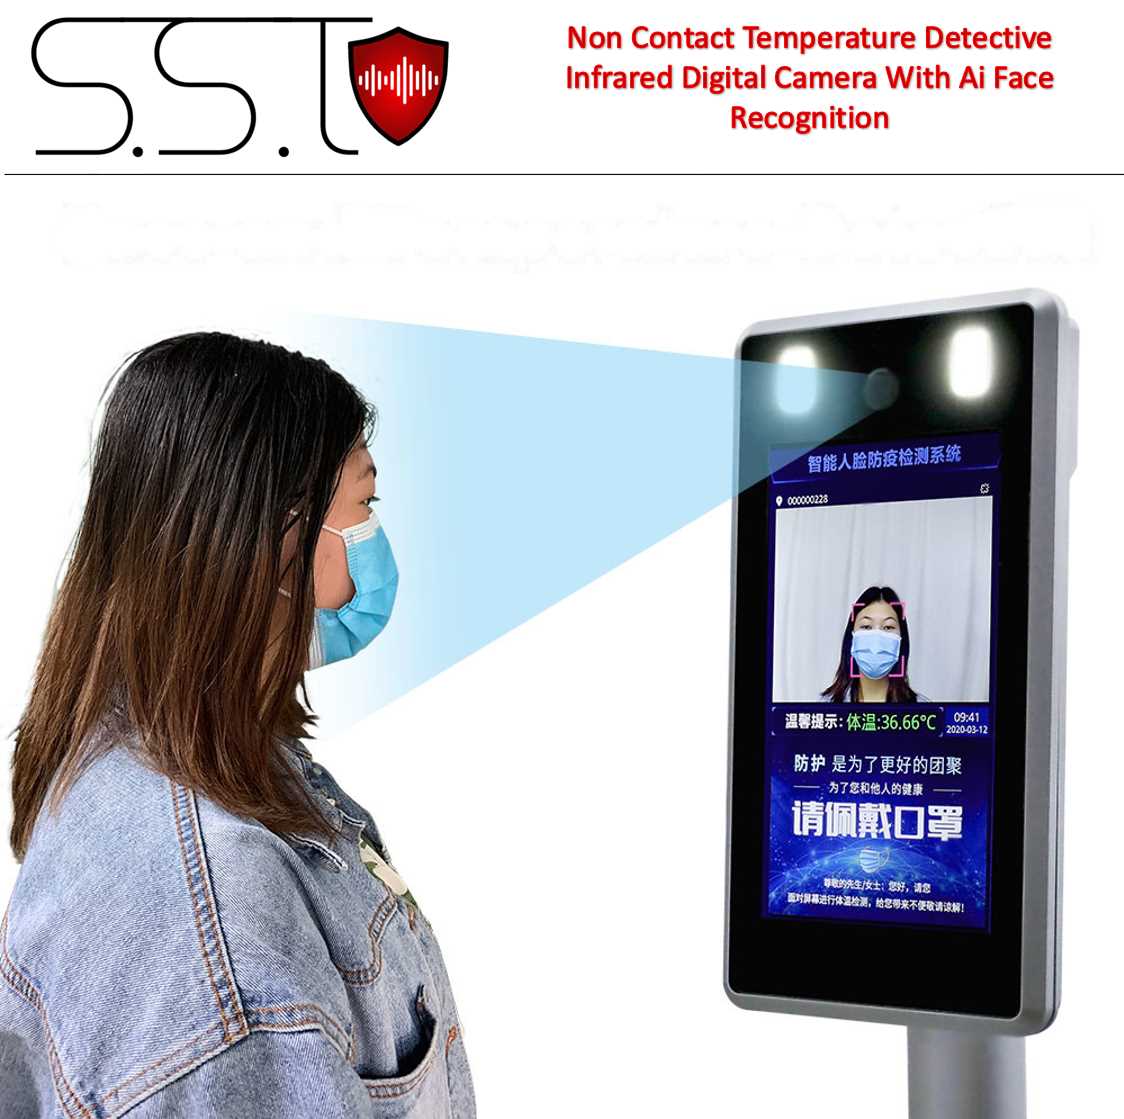 S.S.T
Non Contact Temperature Detective
Infrared Digital Camera With Ai Face
Recognition
智能人脸防疫检测系统
000000228
温馨提示:体温:36.66°C
09:41
2020-03-12
防护 是为了更好的团聚
为了您和他人的健康
请佩戴口罩
尊敬的先生/女士:您好,请您
面对屏幕进行体温检测,给您带来不便敬请谅解!